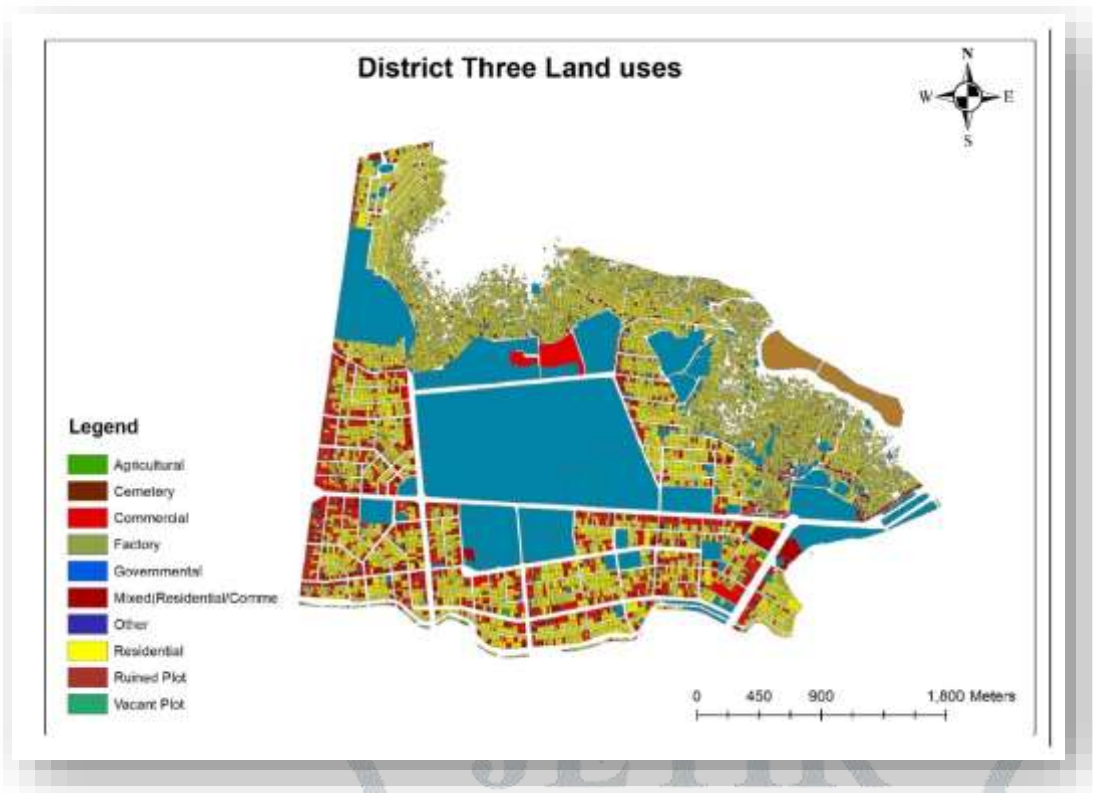 District Three Land uses
N
W E
S
Legend
Agricultural
Cemetery
Commercial
Factory
Governmental
Mixed(Residential/Comme
Other
Residential
Ruined Plot
Vacant Plot
0 450 900 1,800 Meters
JETIR